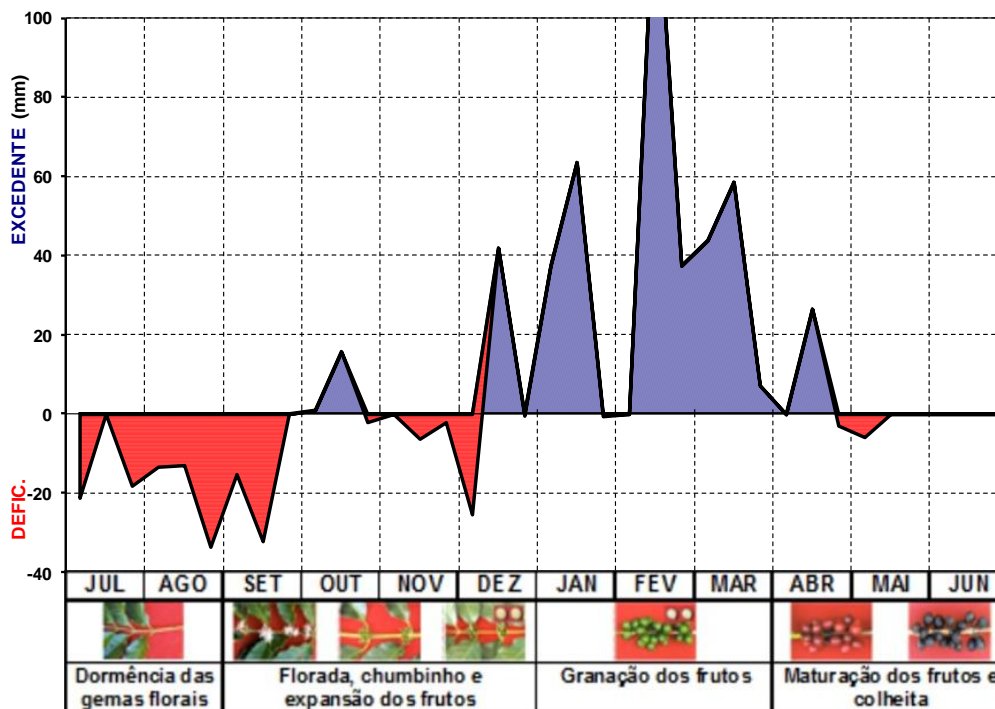 EXCEDENTE (mm)
DEFIC.
100
80
60
40
20
0
-20
-40
JUL AGO SET OUT NOV DEZ JAN FEV MAR ABR MAI JUN
Dormência das
gemas florais
Florada, chumbinho e
expansão dos frutos
Granação dos frutos
Maturação dos frutos e
colheita